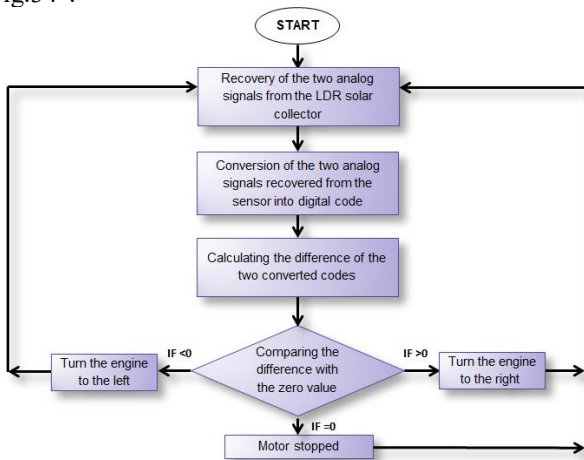 START
Recovery of the two analog
signals from the LDR solar
collector
Conversion of the two analog
signals recovered from the
sensor into digital code
Calculating the difference of the
two converted codes
IF <0
Comparing the
difference with
the zero value
IF >0
Turn the engine
to the left
Turn the engine
to the right
IF =0
Motor stopped